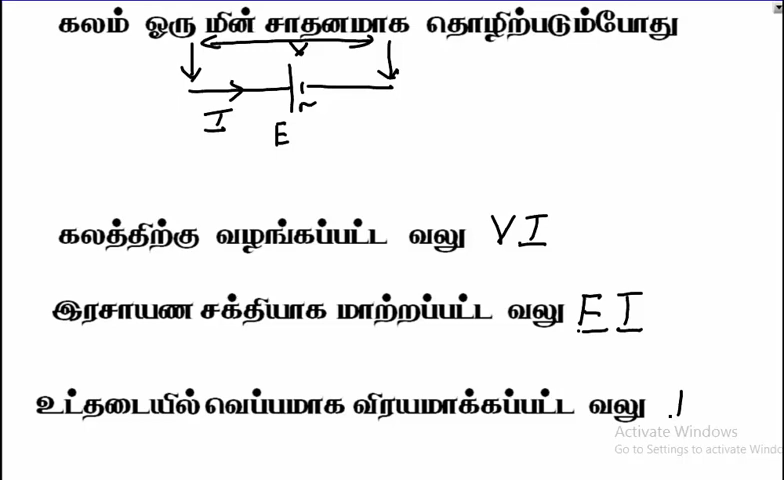 கலம் ஓரு மின் சாதனமாக தொழிற்படும்போது
V
I
E
r
கலத்திற்கு வழங்கப்பட்ட வலு VI
இரசாயண சக்தியாக மாற்றப்பட்ட வலு EI
உட்தடையில் வெப்பமாக விரயமாக்கப்பட்ட வலு
Activate Windows
Go to Settings to activate Windo